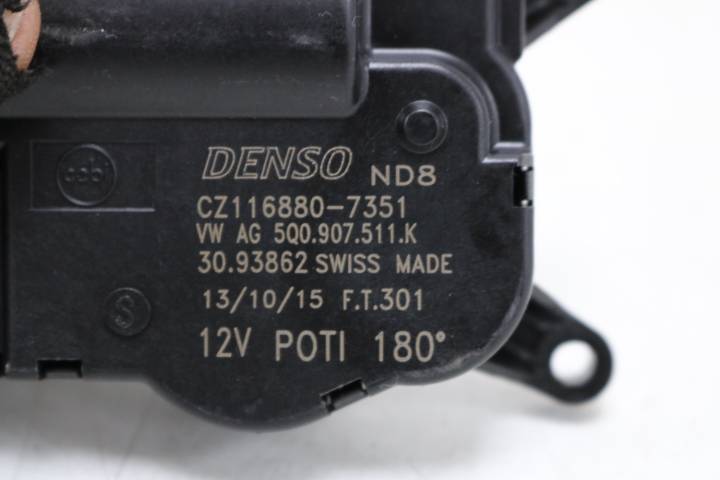 DENSO ND8
cebi
CZ116880-7351
VW AG 5Q0.907.511.K
30.93862 SWISS MADE
13/10/15 F.T.301
S
12V POTI 180°